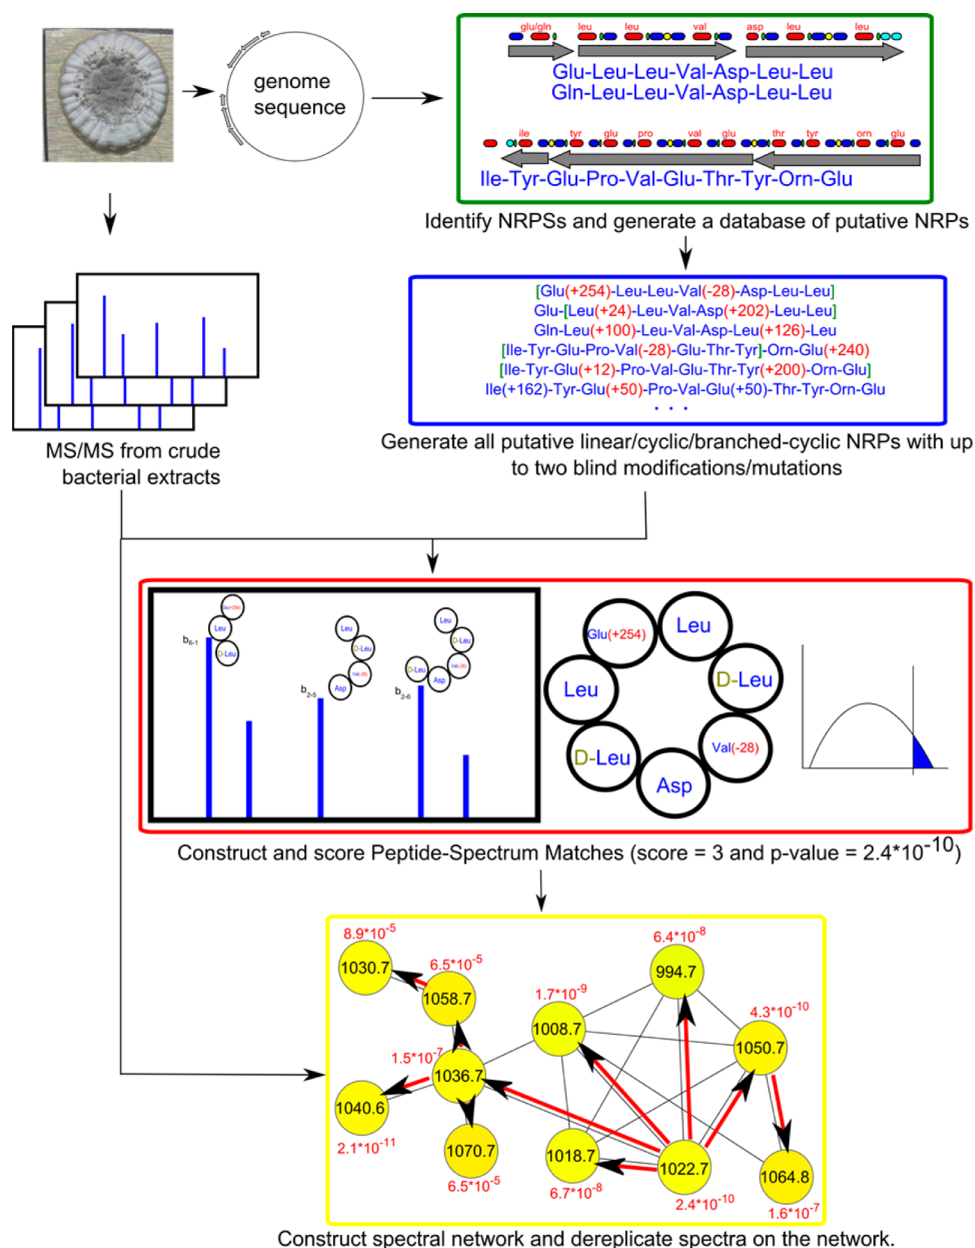 glu/gln leu leu val asp leu leu
Glu-Leu-Leu-Val-Asp-Leu-Leu
Gln-Leu-Leu-Val-Asp-Leu-Leu
genome
sequence
ile tyr glu pro val glu thr tyr orn glu
Ile-Tyr-Glu-Pro-Val-Glu-Thr-Tyr-Orn-Glu
Identify NRPSs and generate a database of putative NRPs
[Glu(+254)-Leu-Leu-Val(-28)-Asp-Leu-Leu]
Glu-[Leu(+24)-Leu-Val-Asp(+202)-Leu-Leu]
Gln-Leu(+100)-Leu-Val-Asp-Leu(+126)-Leu
[Ile-Tyr-Glu-Pro-Val(-28)-Glu-Thr-Tyr]-Orn-Glu(+240)
[Ile-Tyr-Glu(+12)-Pro-Val-Glu-Thr-Tyr(+200)-Orn-Glu]
Ile(+162)-Tyr-Glu(+50)-Pro-Val-Glu(+50)-Thr-Tyr-Orn-Glu
. . .
MS/MS from crude
bacterial extracts
Generate all putative linear/cyclic/branched-cyclic NRPs with up
to two blind modifications/mutations
b6-1
Glu(+254)
Leu
D-Leu
b2-5
Leu
D-Leu
Val(-28)
Asp
b2-6
Leu
D-Leu
Val(-28)
Asp
D-Leu
Glu(+254)
Leu
D-Leu
Val(-28)
Asp
D-Leu
Leu
Construct and score Peptide-Spectrum Matches (score = 3 and p-value = 2.4*10-10)
8.9*10-5
1030.7
6.5*10-5
1058.7
1.5*10-7
1036.7
1040.6
2.1*10-11
1070.7
6.5*10-5
1.7*10-9
1008.7
6.4*10-8
994.7
4.3*10-10
1050.7
1018.7
6.7*10-8
1022.7
2.4*10-10
1064.8
1.6*10-7
Construct spectral network and dereplicate spectra on the network.